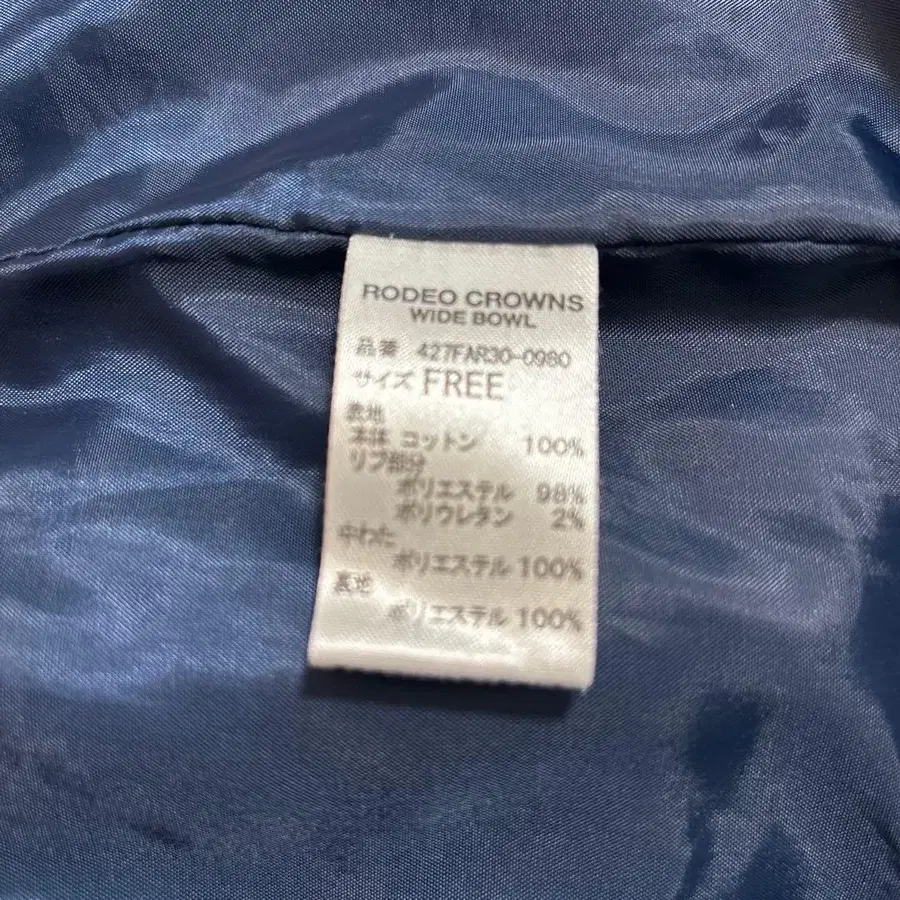 RODEO CROWNS
WIDE BOWL
品番 427FAR30-0980
サイズ FREE
表地
本体 コットン 100%
リブ部分
ポリエステル 98%
ポリウレタン 2%
中わた
ポリエステル 100%
裏地
ポリエステル 100%